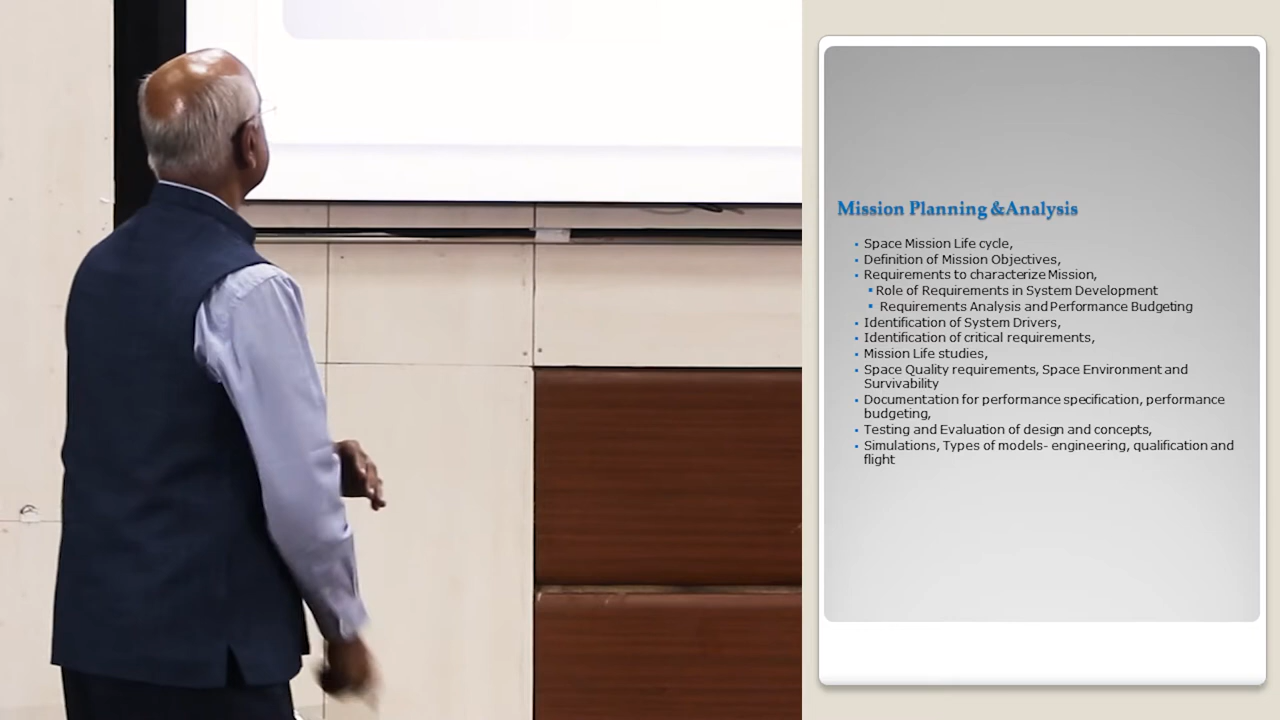 Mission Planning &Analysis
▪ Space Mission Life cycle,
▪ Definition of Mission Objectives,
▪ Requirements to characterize Mission,
▪ Role of Requirements in System Development
▪ Requirements Analysis and Performance Budgeting
▪ Identification of System Drivers,
▪ Identification of critical requirements,
▪ Mission Life studies,
▪ Space Quality requirements, Space Environment and
Survivability
▪ Documentation for performance specification, performance
budgeting,
▪ Testing and Evaluation of design and concepts,
▪ Simulations, Types of models- engineering, qualification and
flight